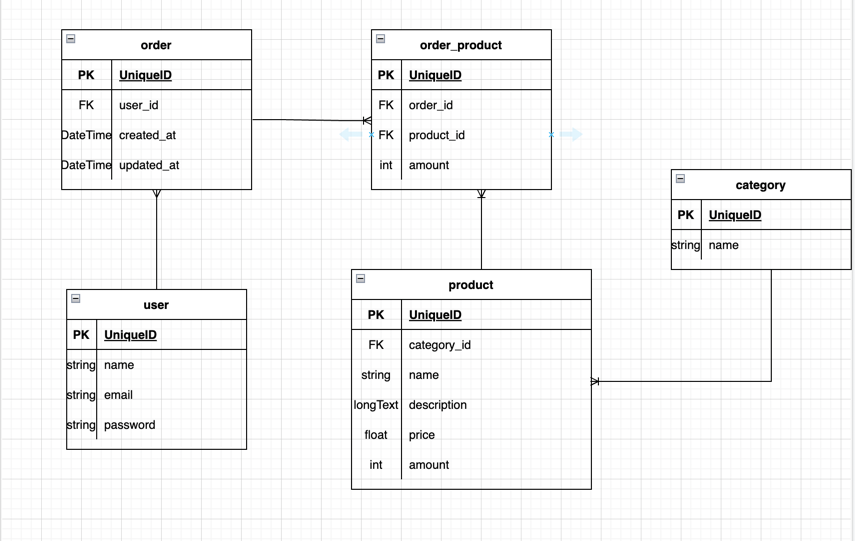 order
PK UniqueID
FK user_id
DateTime created_at
DateTime updated_at
order_product
PK UniqueID
FK order_id
FK product_id
int amount
category
PK UniqueID
string name
user
PK UniqueID
string name
string email
string password
product
PK UniqueID
FK category_id
string name
longText description
float price
int amount